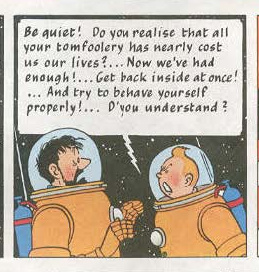 Be quiet! Do you realise that all
your tomfoolery has nearly cost
us our lives?... Now we've had
enough!... Get back inside at once!
... And try to behave yourself
properly!... D'you understand?